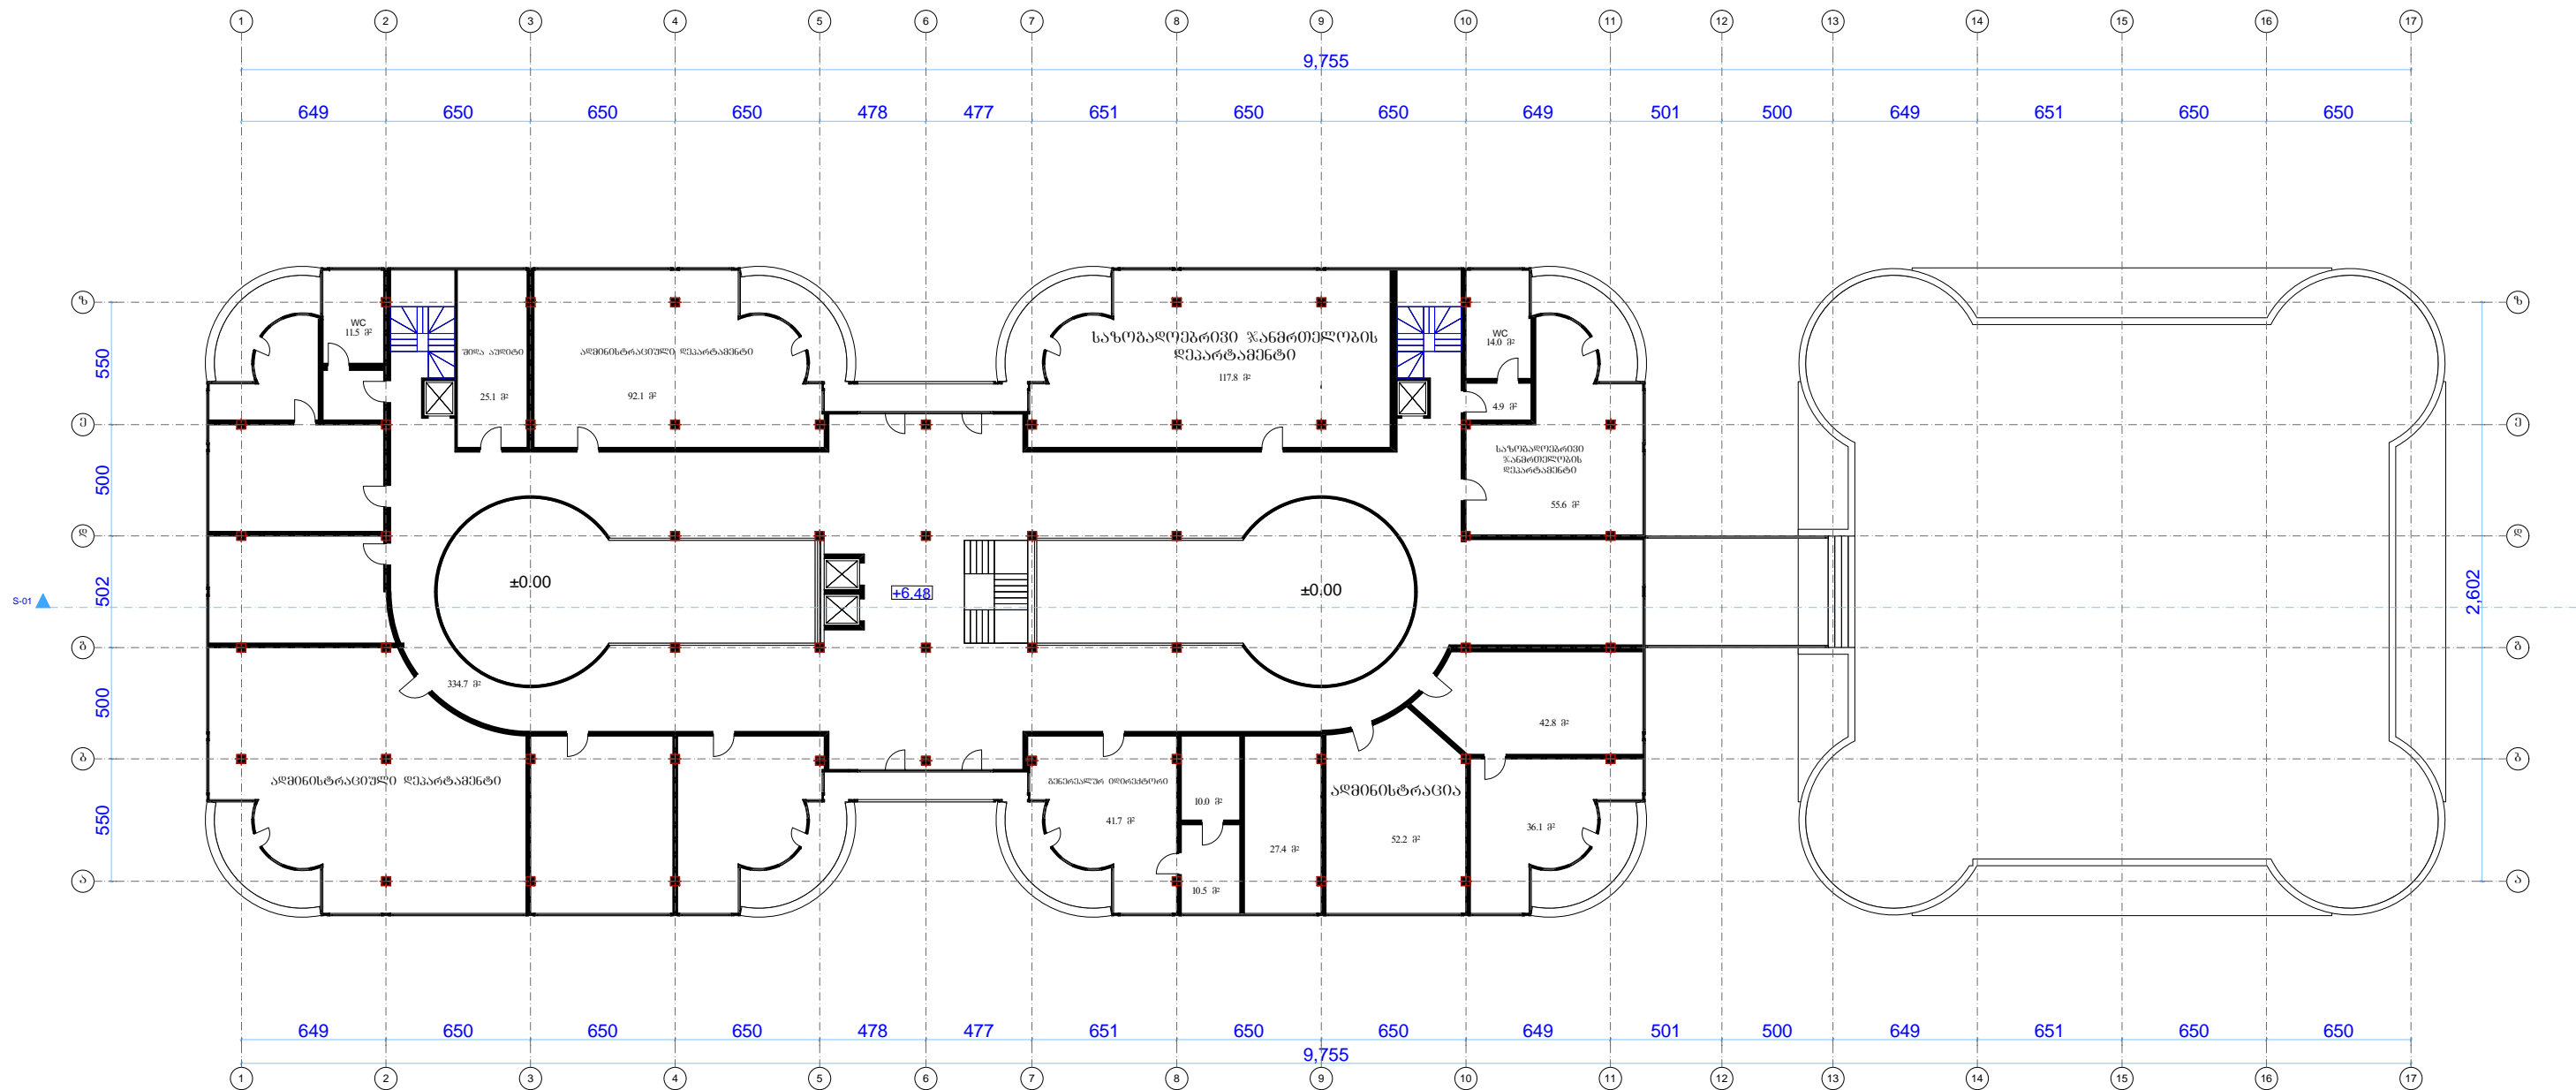 1 2 3 4 5 6 7 8 9 10 11 12 13 14 15 16 17
9,755
649 650 650 650 478 477 651 650 650 649 501 500 649 651 650 650
ზ ზ
WC
11.5 მ²
შიდა აუდიტი
25.1 მ²
ადმინისტრაციული დეპარტამენტი
92.1 მ²
საზოგადოებრივი ჯანმრთელობის
დეპარტამენტი
117.8 მ²
WC
14.0 მ²
4.9 მ²
550
ე ე
საზოგადოებრივი
ჯანმრთელობის
დეპარტამენტი
55.6 მ²
500
დ დ
±0.00
+6,48
±0.00
S-01
502
2,602
გ გ
334.7 მ²
500
42.8 მ²
ბ ბ
ადმინისტრაციული დეპარტამენტი
გენერალურ იდირექტორი
41.7 მ²
10.0 მ²
10.5 მ²
27.4 მ²
ადმინისტრაცია
52.2 მ²
36.1 მ²
550
ა ა
649 650 650 650 478 477 651 650 650 649 501 500 649 651 650 650
9,755
1 2 3 4 5 6 7 8 9 10 11 12 13 14 15 16 17